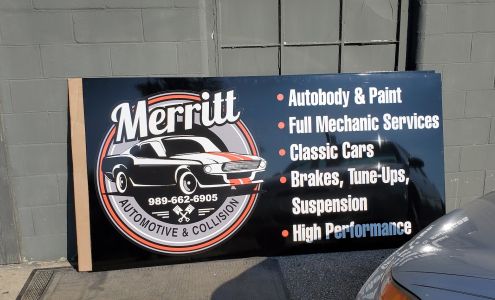 Merritt
989-662-6905
AUTOMOTIVE & COLLISION
• Autobody & Paint
• Full Mechanic Services
• Classic Cars
• Brakes, Tune-Ups,
Suspension
• High Performance